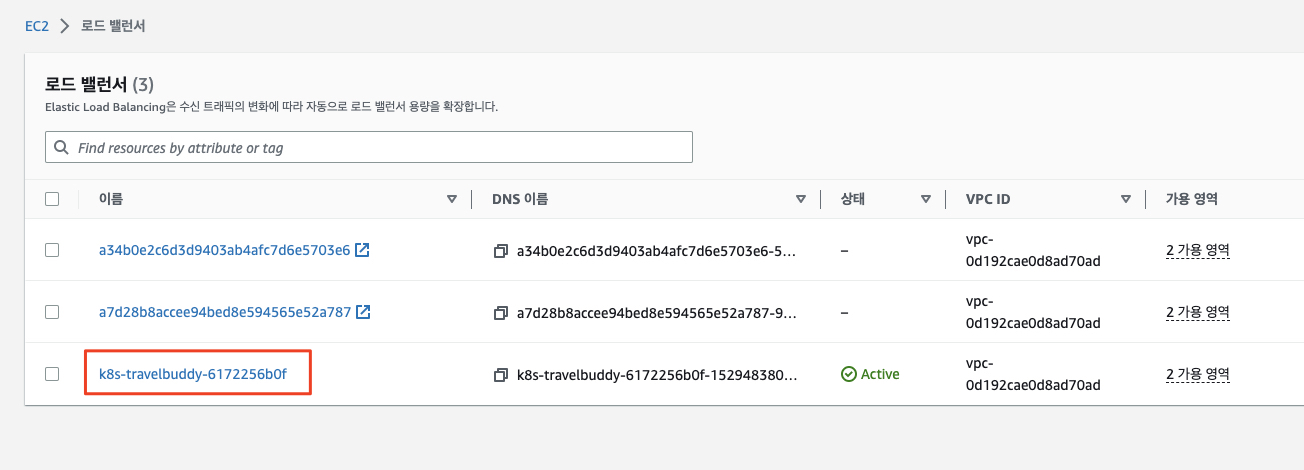 EC2 > 로드 밸런서
로드 밸런서 (3)
Elastic Load Balancing은 수신 트래픽의 변화에 따라 자동으로 로드 밸런서 용량을 확장합니다.
Find resources by attribute or tag
이름 DNS 이름 상태 VPC ID 가용 영역
vpc-
a34b0e2c6d3d9403ab4afc7d6e5703e6 a34b0e2c6d3d9403ab4afc7d6e5703e6-5... – 2 가용 영역
0d192cae0d8ad70ad
vpc-
a7d28b8accee94bed8e594565e52a787 a7d28b8accee94bed8e594565e52a787-9... – 2 가용 영역
0d192cae0d8ad70ad
vpc-
k8s-travelbuddy-6172256b0f k8s-travelbuddy-6172256b0f-152948380... Active 2 가용 영역
0d192cae0d8ad70ad